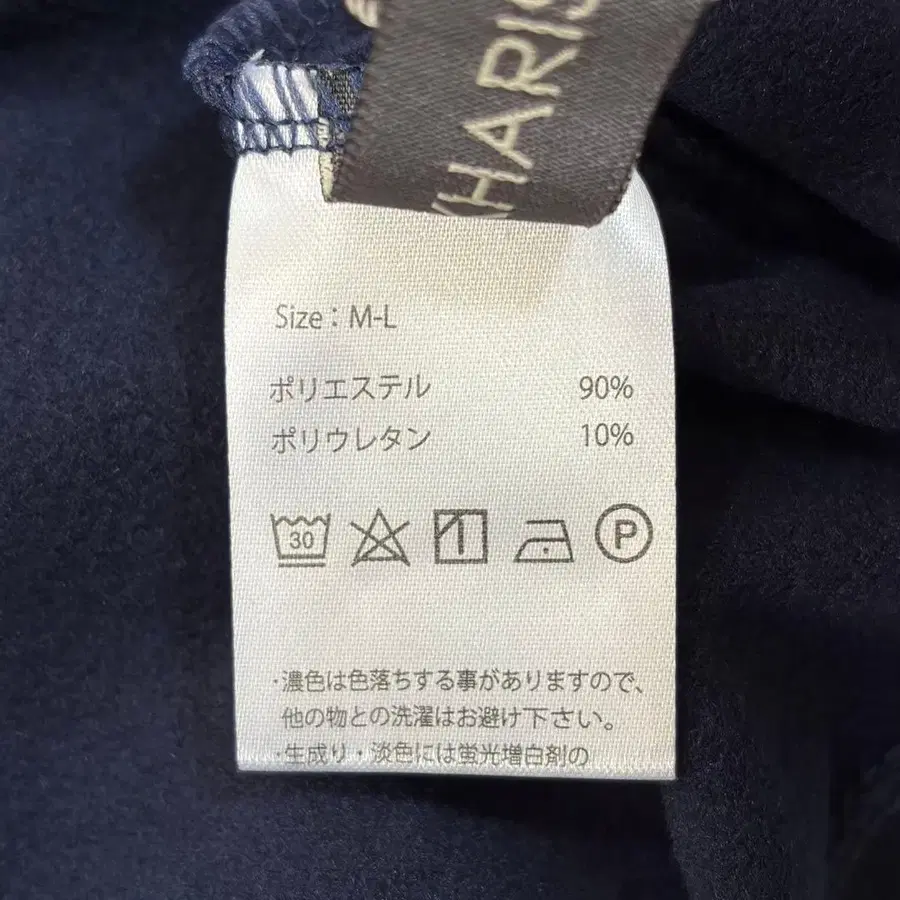 KHARIS
Size : M-L
ポリエステル 90%
ポリウレタン 10%
30
P
・濃色は色落ちする事がありますので、
他の物との洗濯はお避け下さい。
・生成り・淡色には蛍光増白剤の